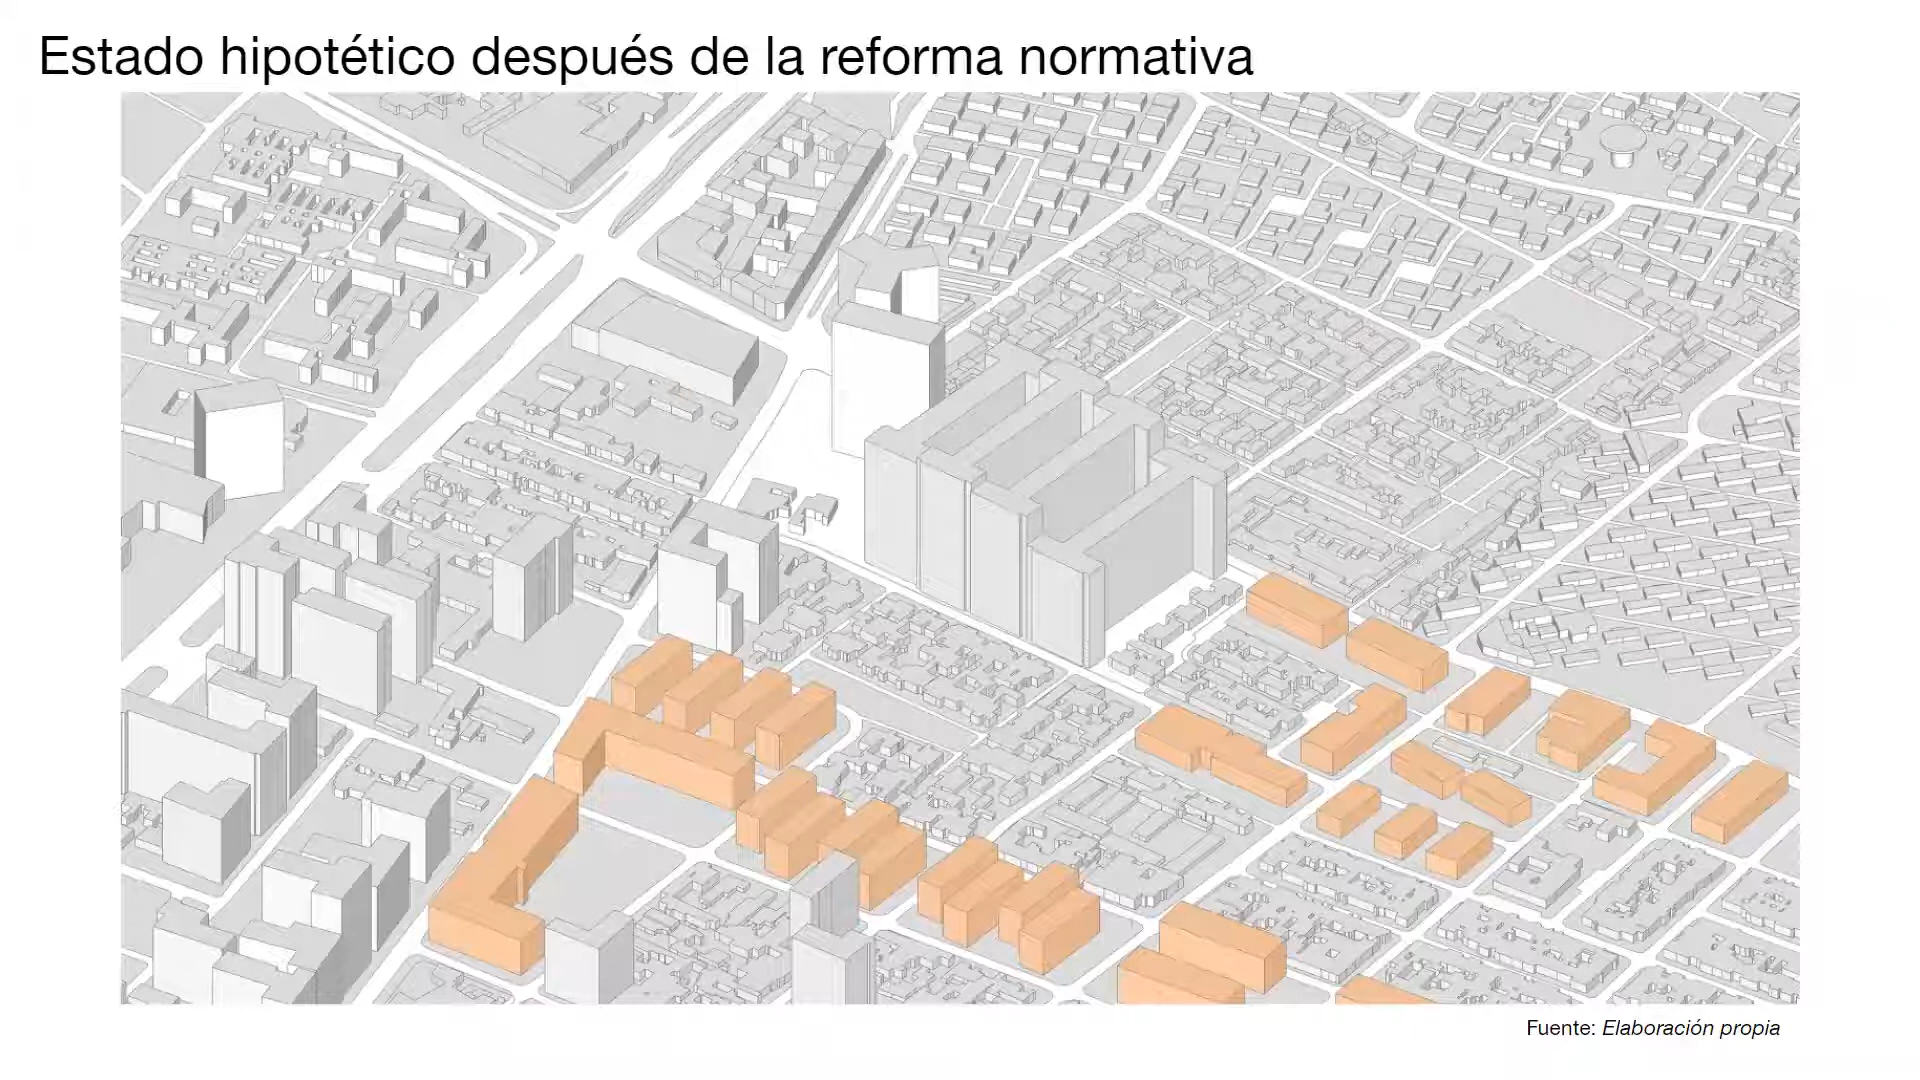 Estado hipotético después de la reforma normativa
Fuente: Elaboración propia